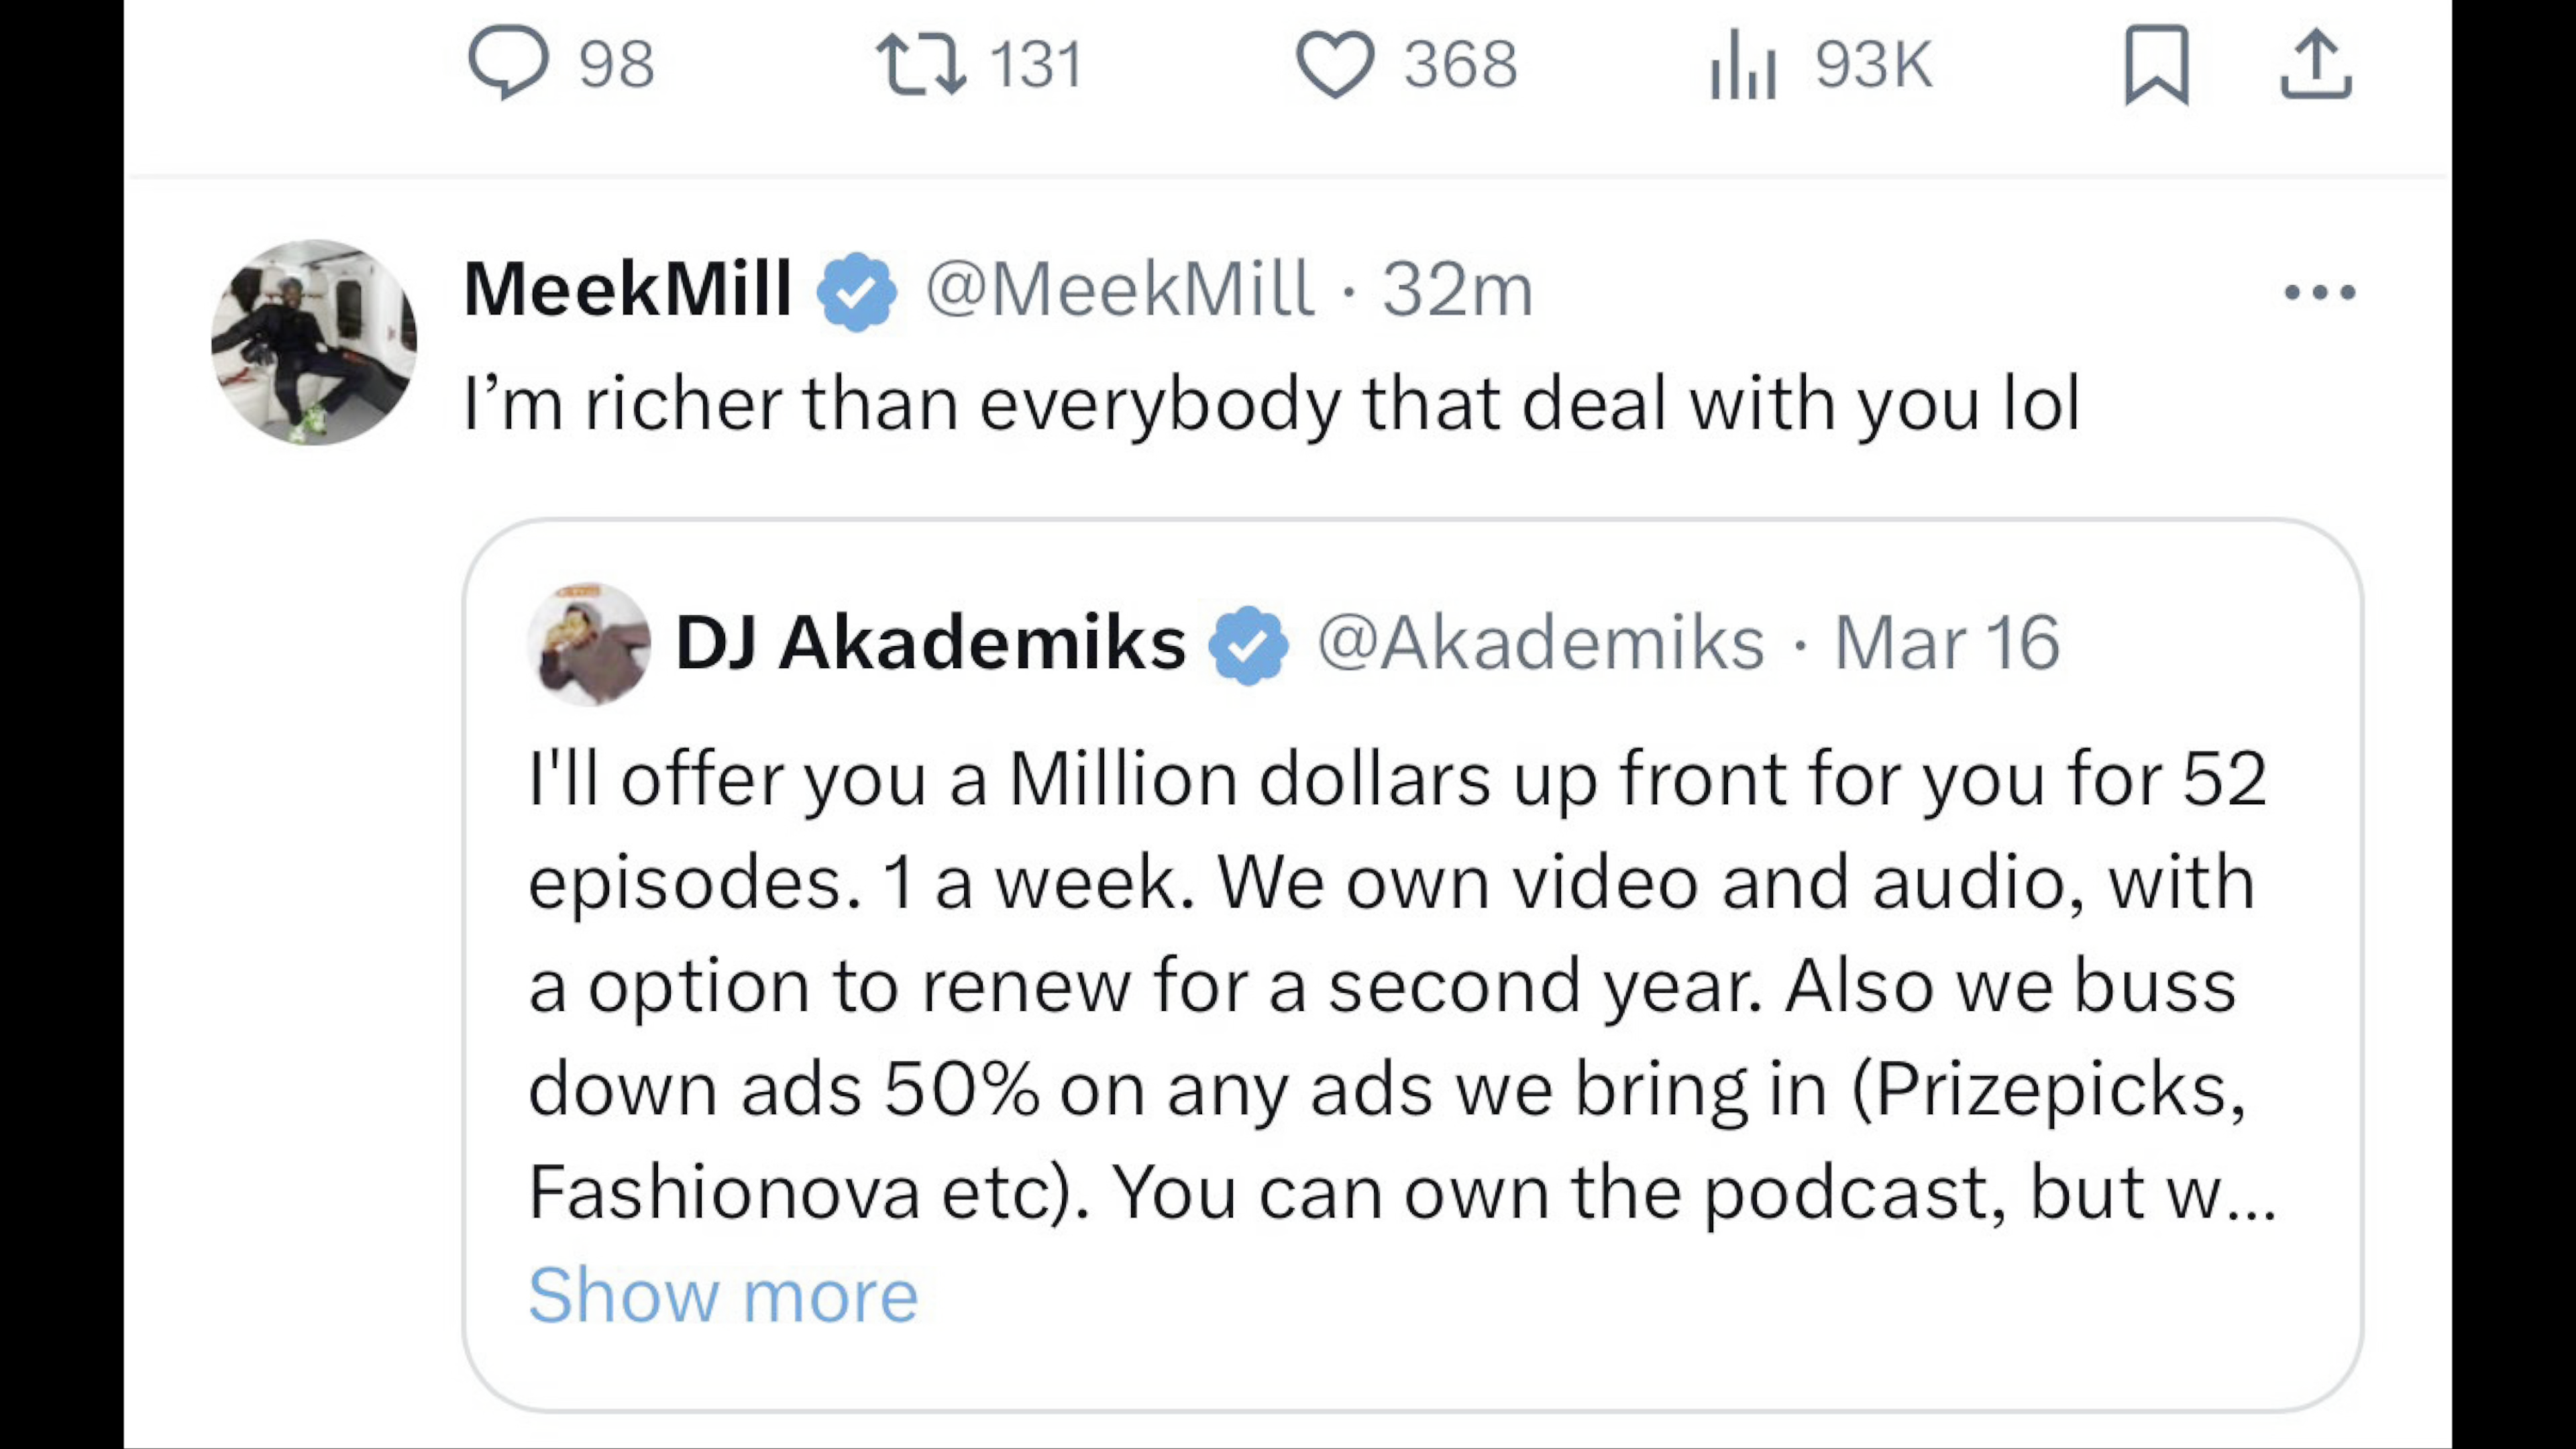 98 131 368 93K
MeekMill @MeekMill · 32m
I’m richer than everybody that deal with you lol
DJ Akademiks @Akademiks · Mar 16
I'll offer you a Million dollars up front for you for 52
episodes. 1 a week. We own video and audio, with
a option to renew for a second year. Also we buss
down ads 50% on any ads we bring in (Prizepicks,
Fashionova etc). You can own the podcast, but w...
Show more